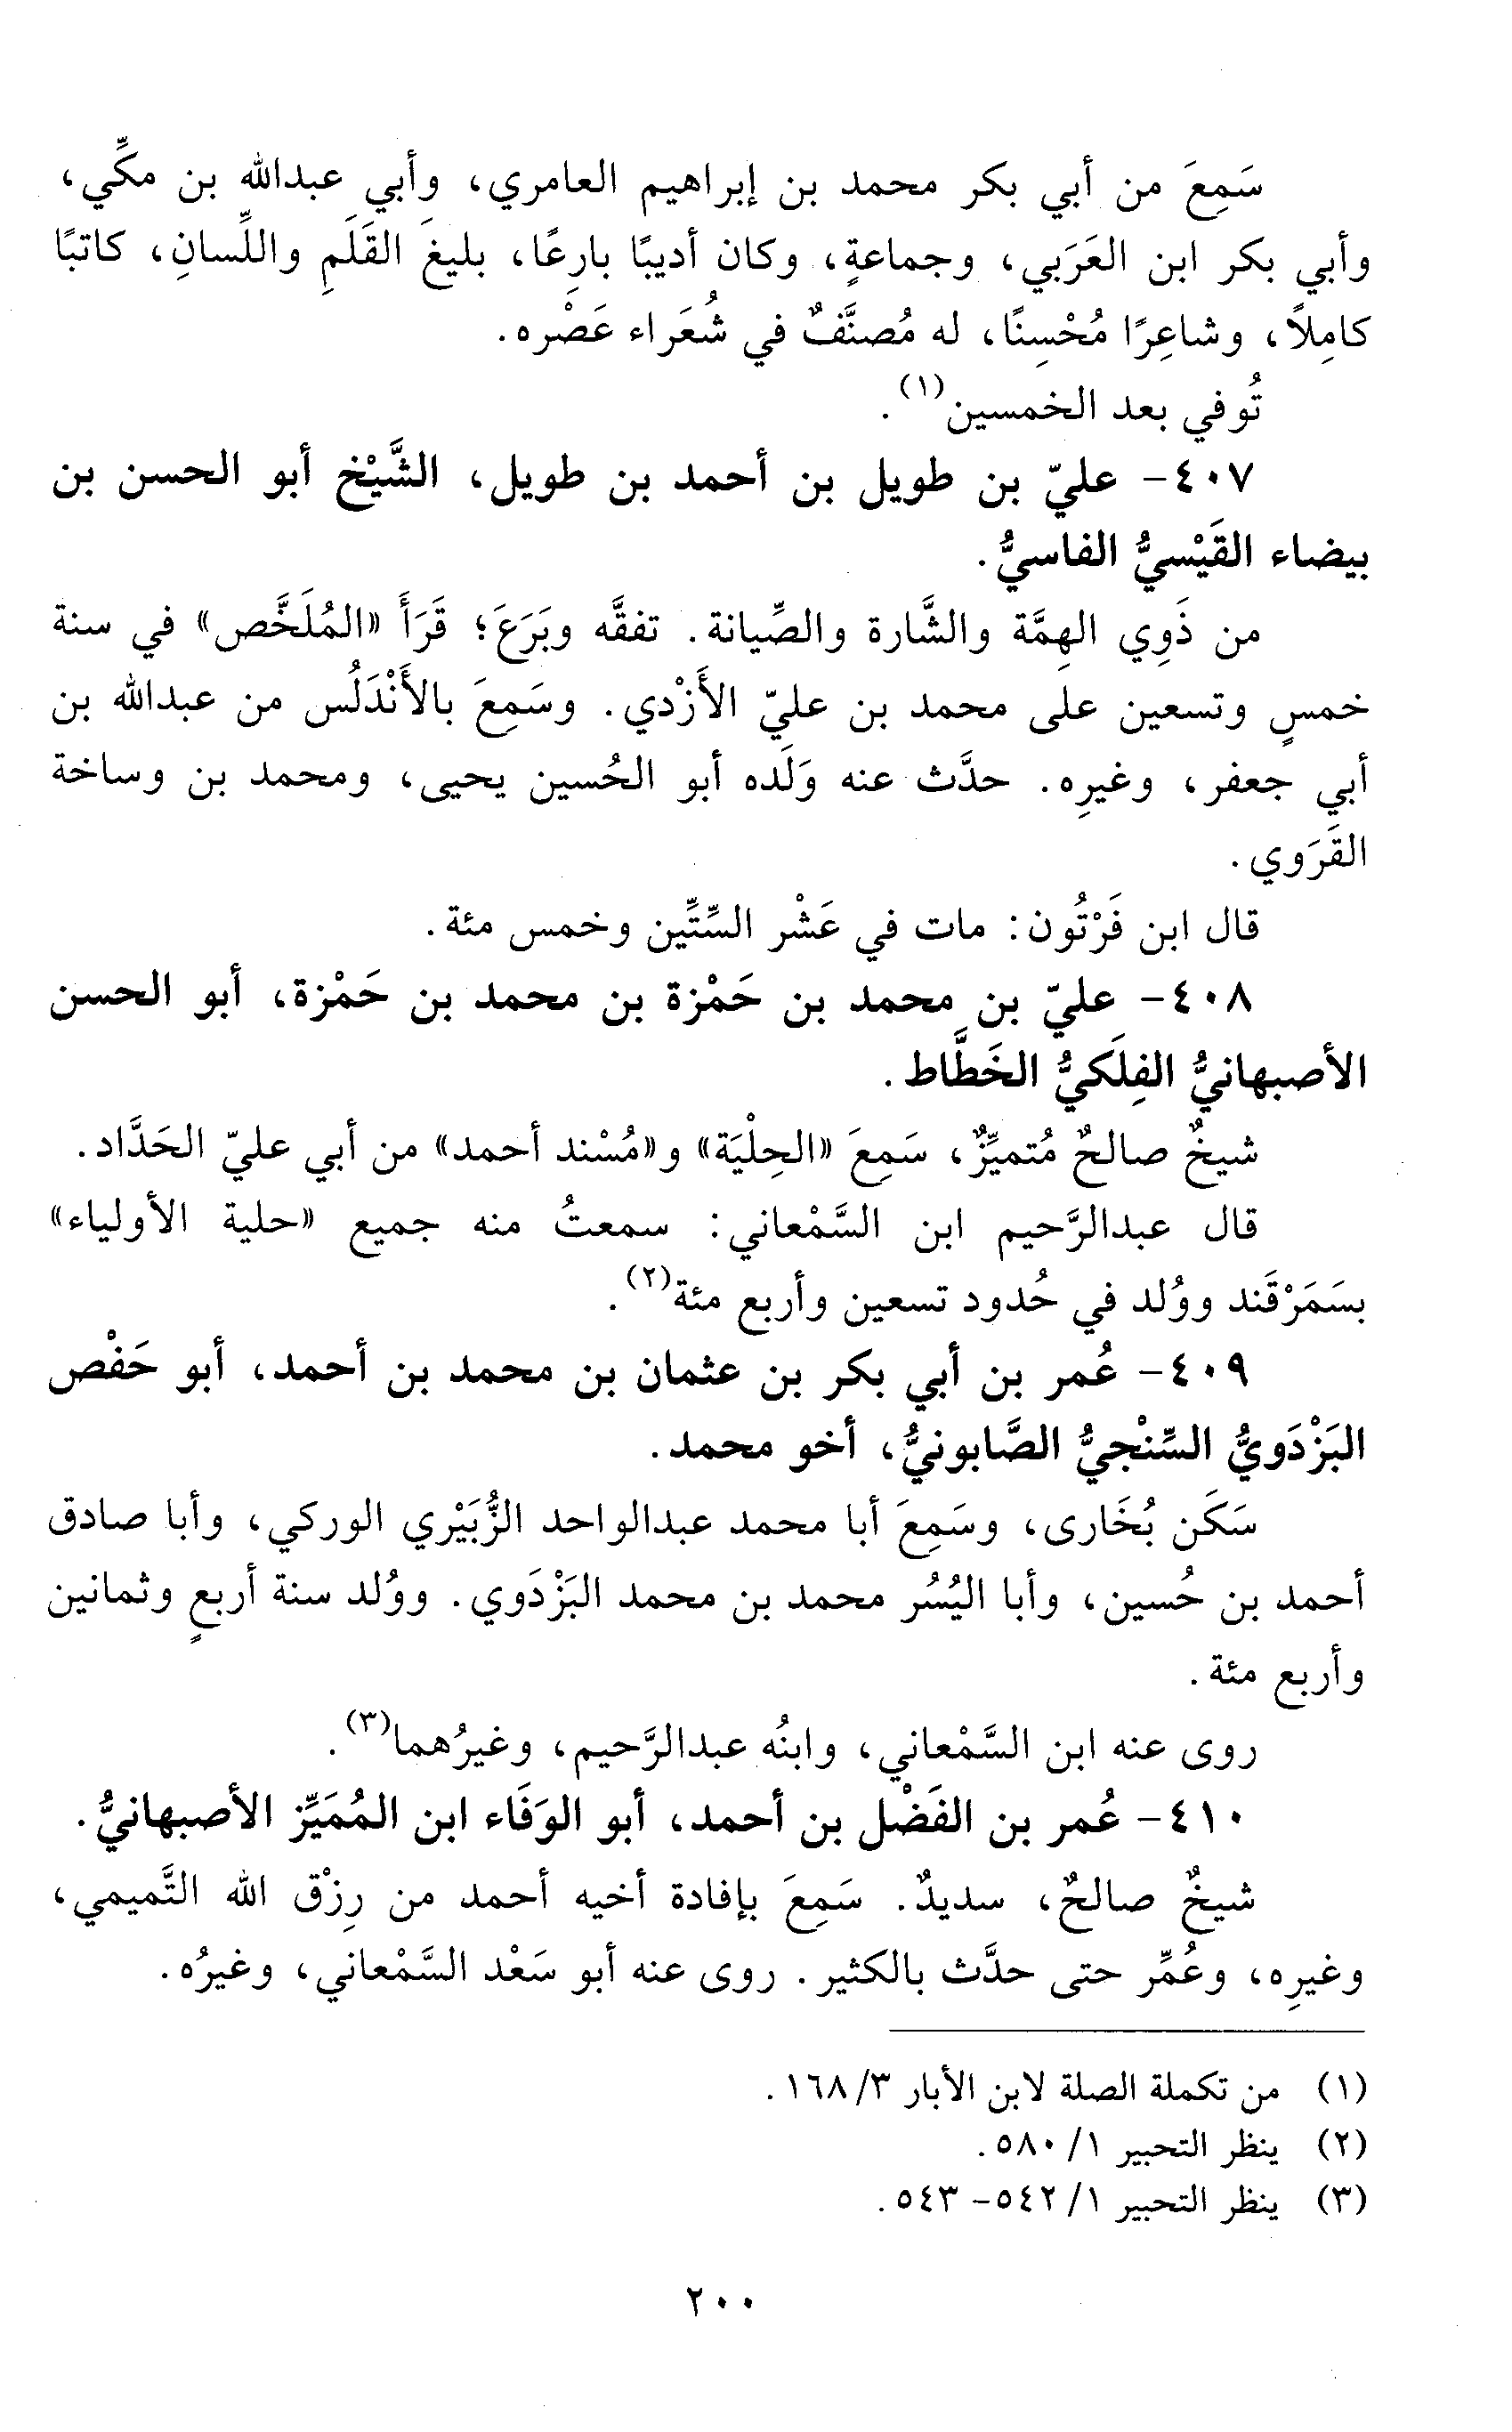 سَمِعَ من أبي بكر محمد بن إبراهيم العامري، وأبي عبدالله بن مكِّي،
وأبي بكر ابن العَرَبي، وجماعةٍ، وكان أديبًا بارِعًا، بليغَ القَلَمِ واللِّسانِ، كاتبًا
كامِلاً، وشاعِرًا مُحْسِنًا، له مُصنَّفٌ في شُعَراء عَصْره.
تُوفي بعد الخمسين(١).
٤٠٧- عليّ بن طويل بن أحمد بن طويل، الشَّيْخ أبو الحسن بن
بيضاء القَيْسيُّ الفاسيُّ.
من ذَوِي الهِمَّة والشَّارة والصِّيانة. تفقَّه وبَرَعَ؛ قَرَأَ «المُلَخَّص» في سنة
خمسٍ وتسعين على محمد بن عليّ الأَزْدي. وسَمِعَ بالأَنْدَلُس من عبدالله بن
أبي جعفر، وغيرِه. حدَّث عنه وَلَده أبو الحُسين يحيى، ومحمد بن وساخة
القَرَوي.
قال ابن فَرْتُون: مات في عَشْر السِّتِّين وخمس مئة.
٤٠٨- عليّ بن محمد بن حَمْزة بن محمد بن حَمْزة، أبو الحسن
الأصبهانيُّ الفِلَكيُّ الخَطَّاط.
شيخٌ صالحٌ مُتميِّزٌ، سَمِعَ «الحِلْيَة» و«مُسْند أحمد» من أبي عليّ الحَدَّاد.
قال عبدالرَّحيم ابن السَّمْعاني: سمعتُ منه جميع «حلية الأولياء»
بسَمَرْقَند ووُلد في حُدود تسعين وأربع مئة(٢).
٤٠٩- عُمر بن أبي بكر بن عثمان بن محمد بن أحمد، أبو حَفْص
البَزْدَويُّ السِّنْجيُّ الصَّابونيُّ، أخو محمد.
سَكَن بُخَارى، وسَمِعَ أبا محمد عبدالواحد الزُّبَيْري الوركي، وأبا صادق
أحمد بن حُسين، وأبا اليُسُر محمد بن محمد البَزْدَوي. ووُلد سنة أربعٍ وثمانين
وأربع مئة.
روى عنه ابن السَّمْعاني، وابنُه عبدالرَّحيم، وغيرُهما(٣).
٤١٠- عُمر بن الفَضْل بن أحمد، أبو الوَفَاء ابن المُمَيِّز الأصبهانيُّ.
شيخٌ صالحٌ، سديدٌ. سَمِعَ بإفادة أخيه أحمد من رِزْق الله التَّميمي،
وغيرِه، وعُمِّر حتى حدَّث بالكثير. روى عنه أبو سَعْد السَّمْعاني، وغيرُه.
(١) من تكملة الصلة لابن الأبار ٣/ ١٦٨.
(٢) ينظر التحبير ١/ ٥٨٠.
(٣) ينظر التحبير ١/ ٥٤٢- ٥٤٣.
٢٠٠